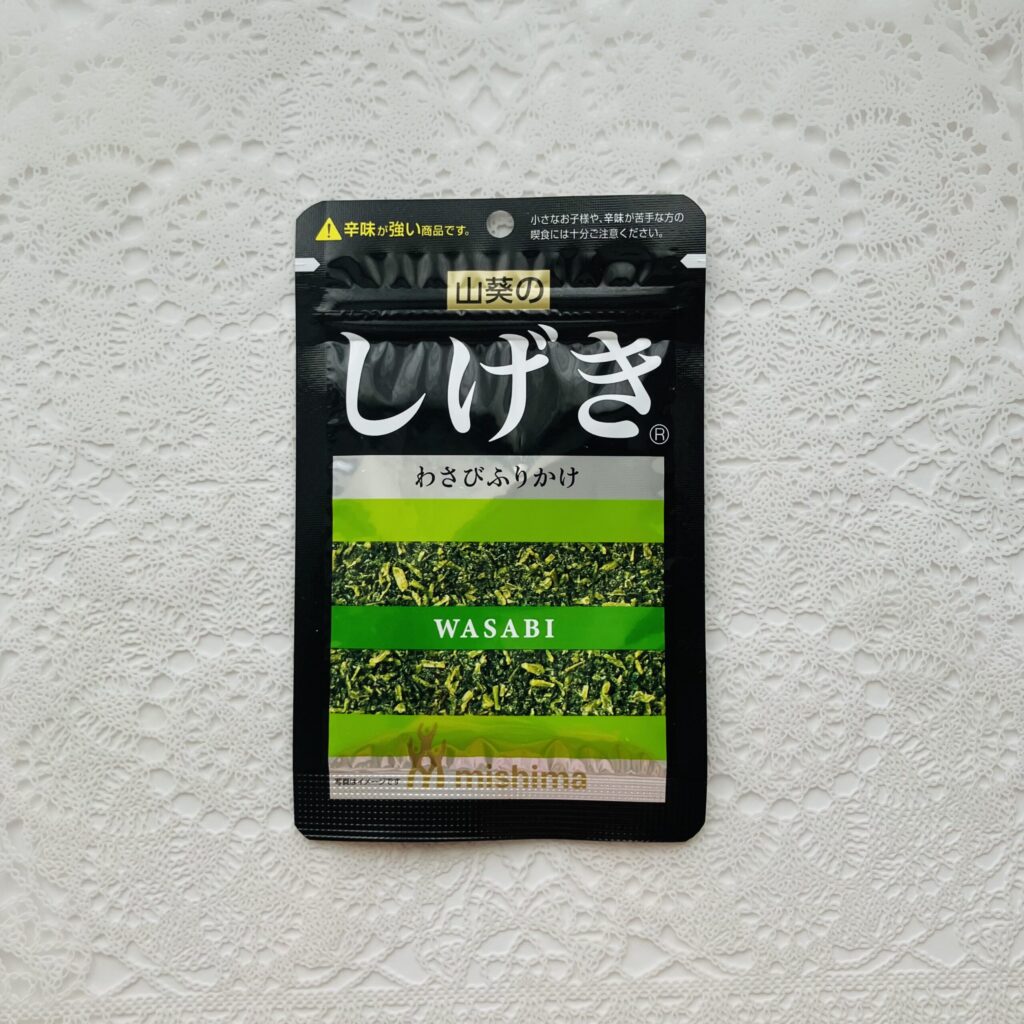 辛味が強い商品です。
小さなお子様や、辛味が苦手な方の
喫食には十分ご注意ください。
山葵の
しげき®
わさびふりかけ
WASABI
写真はイメージです
mishima